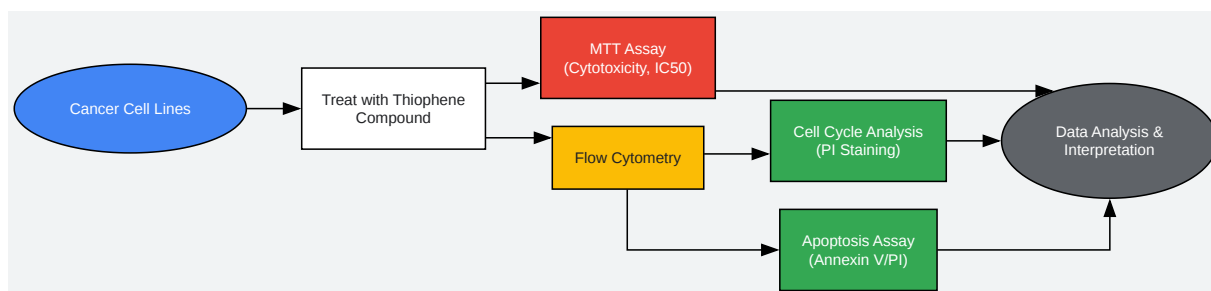 Cancer Cell Lines
Treat with Thiophene
Compound
MTT Assay
(Cytotoxicity, IC50)
Flow Cytometry
Cell Cycle Analysis
(PI Staining)
Apoptosis Assay
(Annexin V/PI)
Data Analysis &
Interpretation